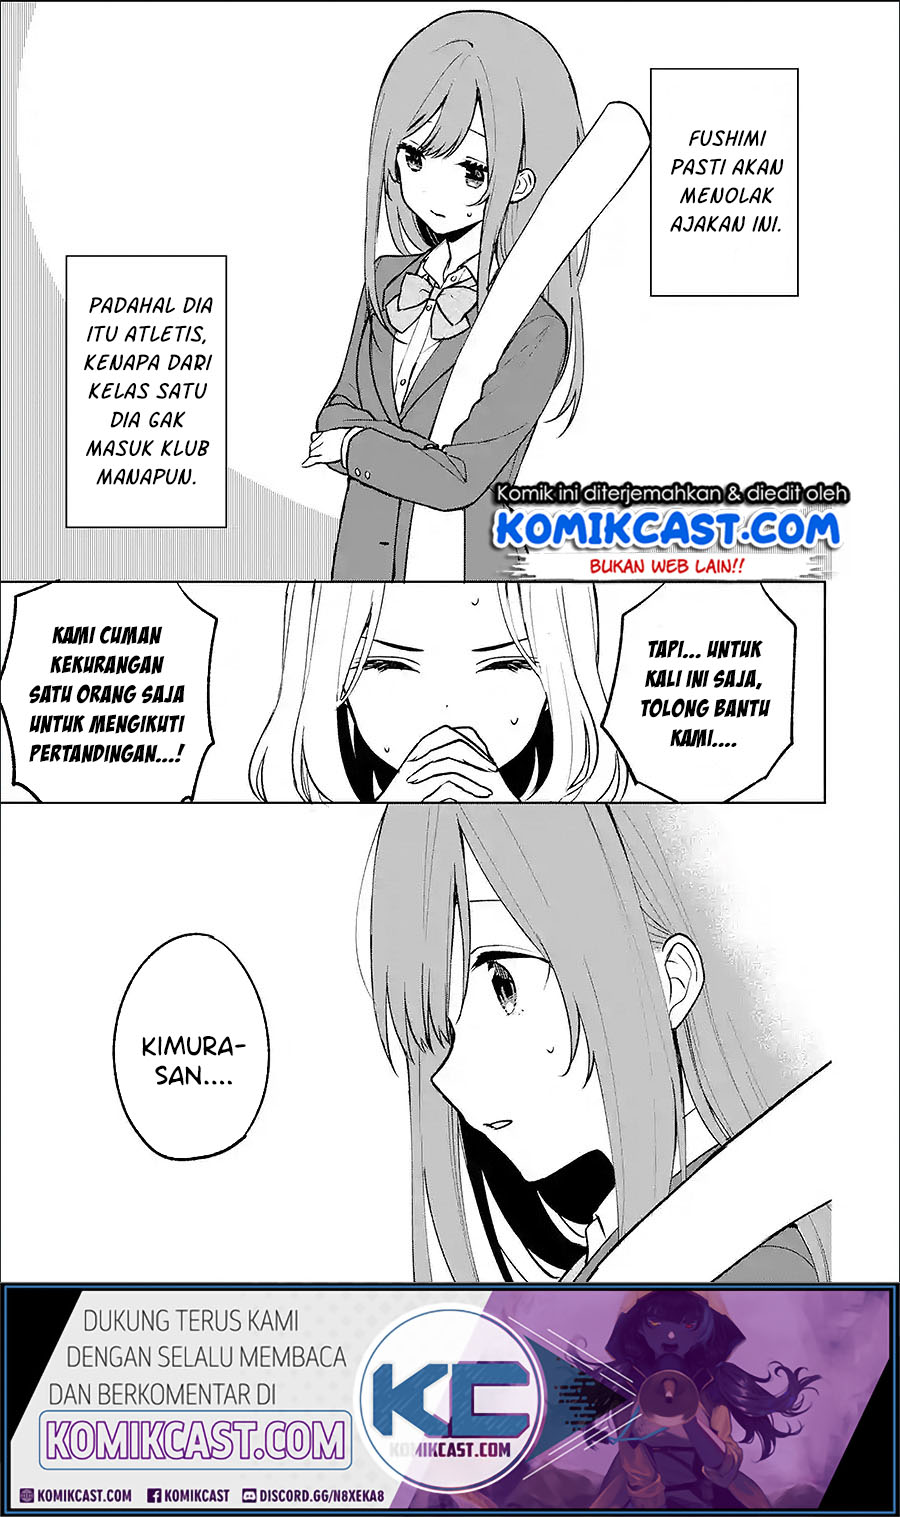 FUSHIMI
PASTI AKAN
MENOLAK
AJAKAN INI.
PADAHAL DIA
ITU ATLETIS,
KENAPA DARI
KELAS SATU
DIA GAK
MASUK KLUB
MANAPUN.
Komik ini diterjemahkan & diedit oleh
KOMIKCAST.COM
BUKAN WEB LAIN!!
TAPI... UNTUK
KALI INI SAJA,
TOLONG BANTU
KAMI....
KAMI CUMAN
KEKURANGAN
SATU ORANG SAJA
UNTUK MENGIKUTI
PERTANDINGAN...!
KIMURA-
SAN....
DUKUNG TERUS KAMI
DENGAN SELALU MEMBACA
DAN BERKOMENTAR DI
KOMIKCAST.COM
KC
KOMIKCAST.COM
KOMIKCAST.COM KOMIKCAST DISCORD.GG/N8XEKA8